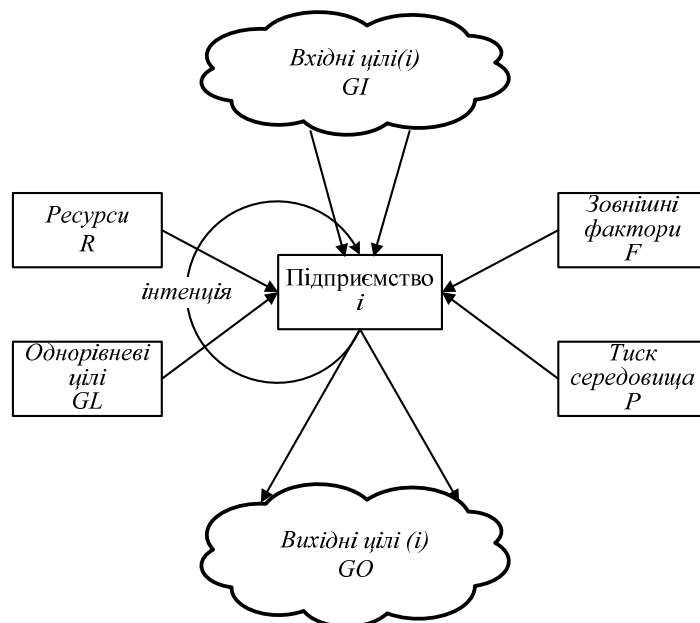 Вхідні цілі(і)
GI
Ресурси
R
Зовнішні
фактори
F
інтенція
Підприємство
і
Однорівневі
цілі
GL
Тиск
середовища
P
Вихідні цілі (і)
GO